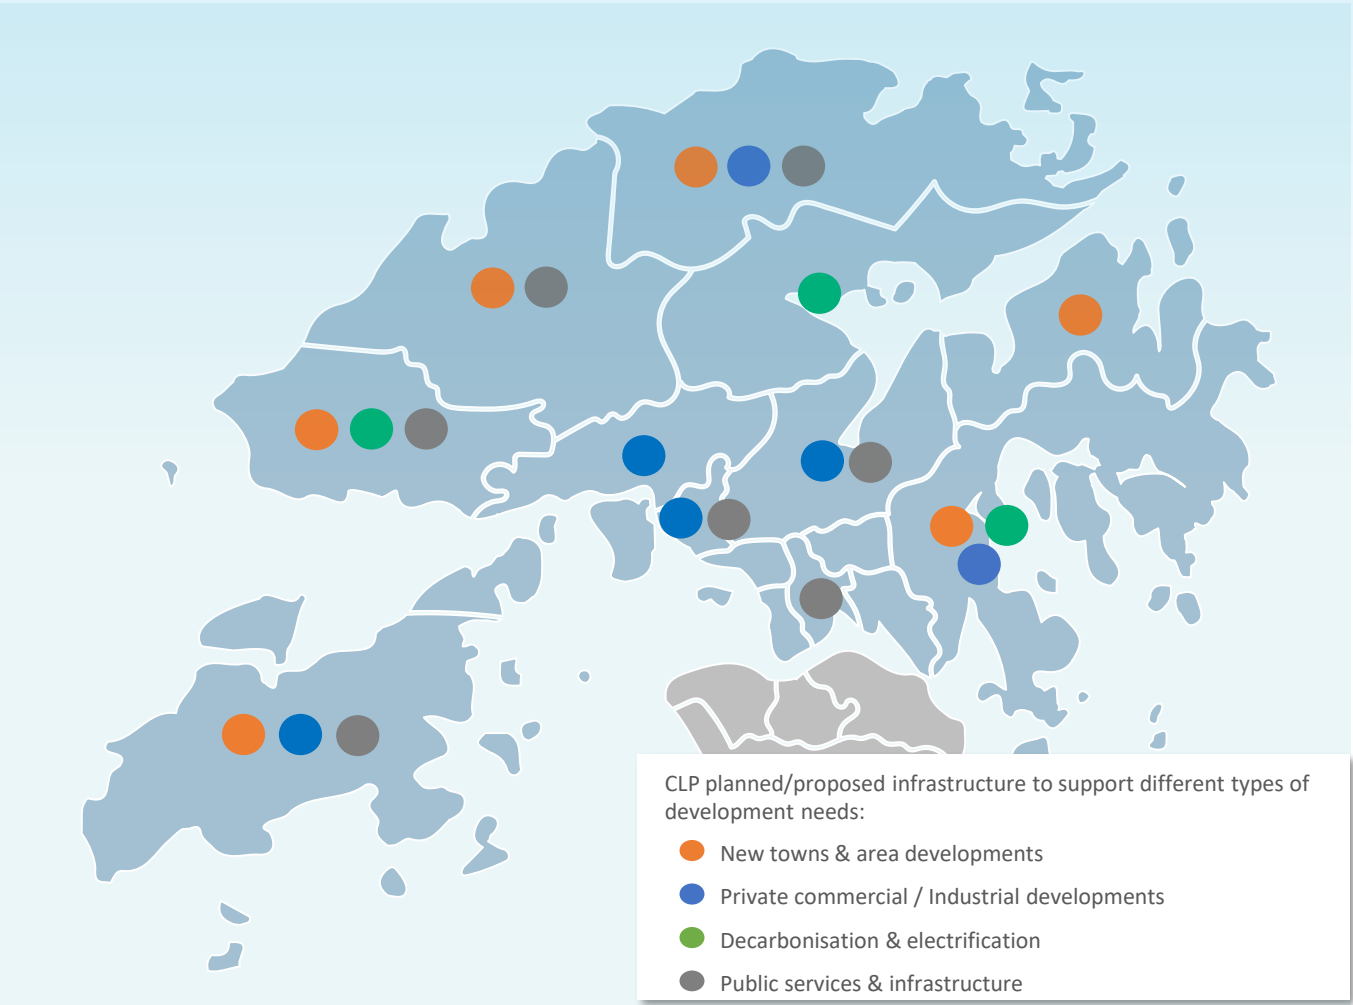 CLP planned/proposed infrastructure to support different types of
development needs:
New towns & area developments
Private commercial / Industrial developments
Decarbonisation & electrification
Public services & infrastructure